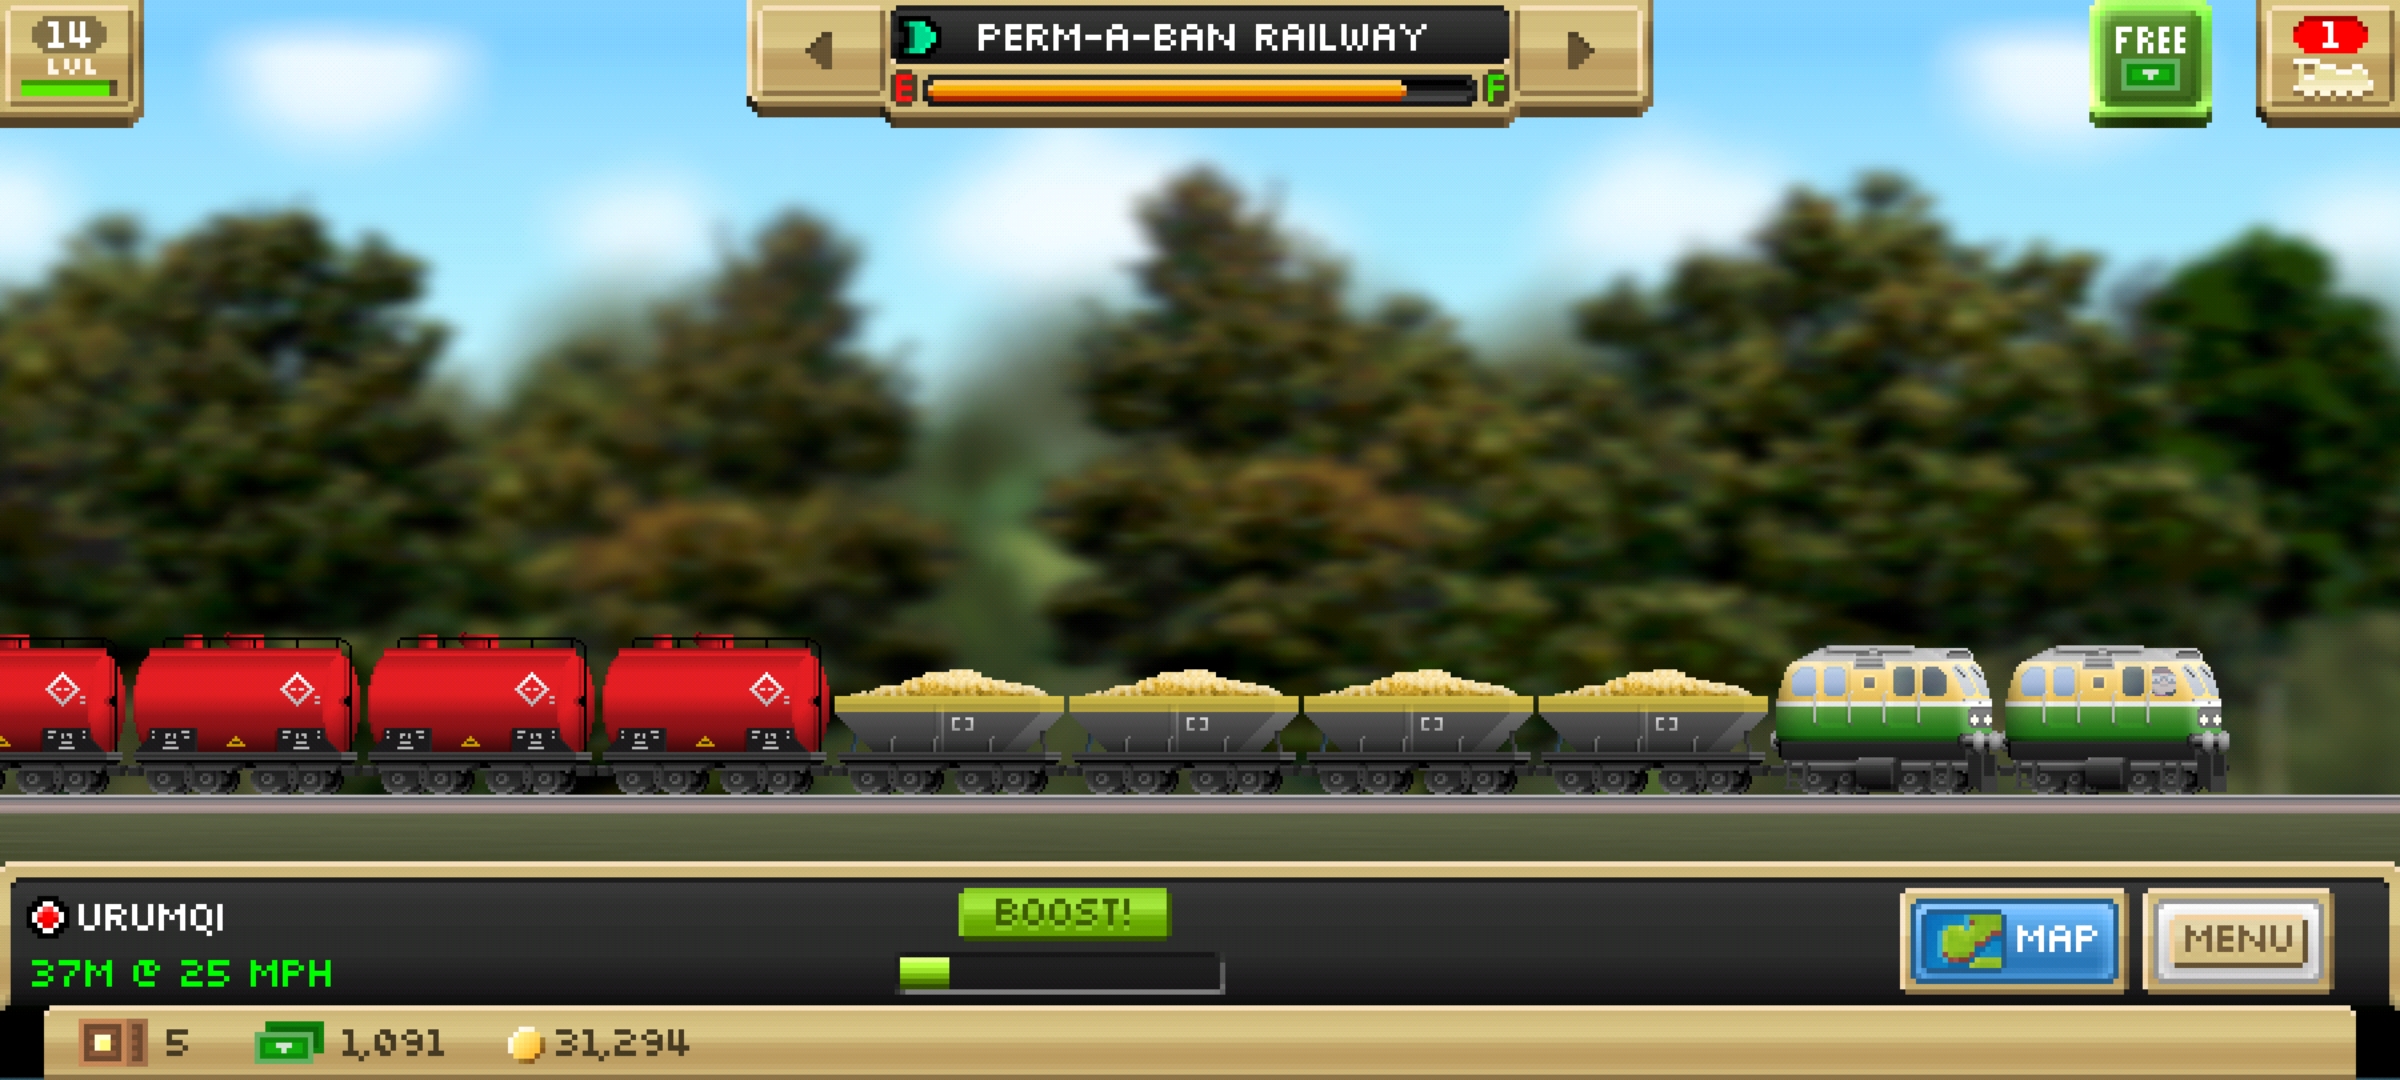 14
LVL
PERM-A-BAN RAILWAY
E F
FREE
1
URUMQI
37M @ 25 MPH
BOOST!
MAP
MENU
5
1,091
31,294